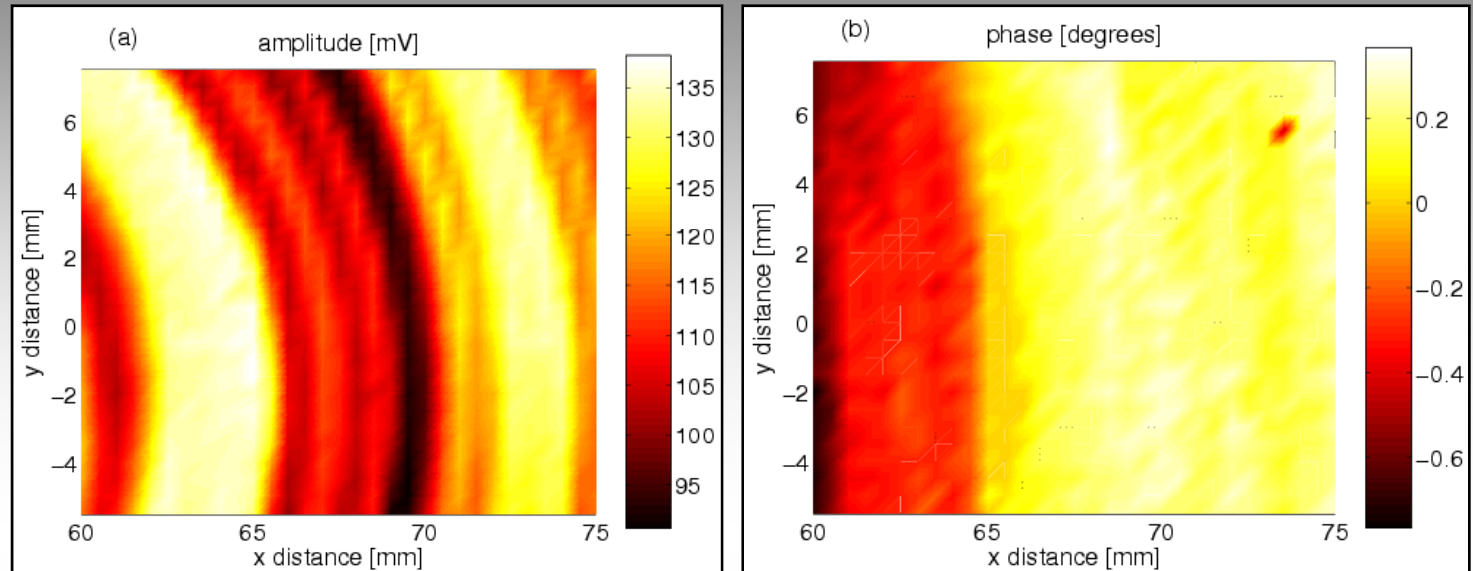 (a)
amplitude [mV]
135
130
125
120
115
110
105
100
95
6
4
2
0
−2
−4
y distance [mm]
60 65 70 75
x distance [mm]
(b)
phase [degrees]
0.2
0
−0.2
−0.4
−0.6
6
4
2
0
−2
−4
y distance [mm]
60 65 70 75
x distance [mm]